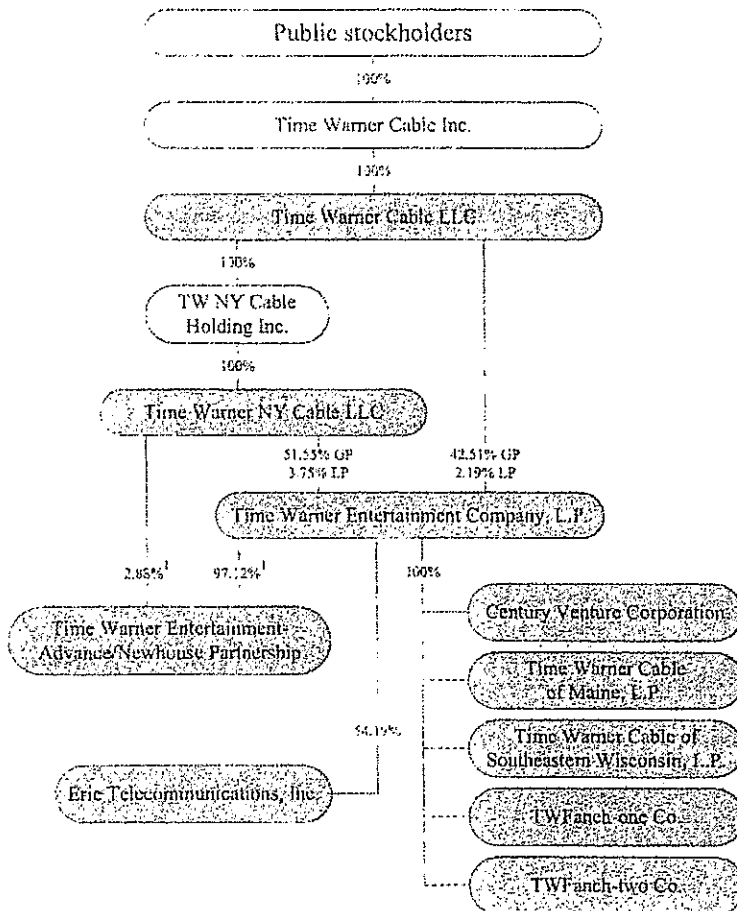 Public stockholders
100%
Time Warner Cable Inc.
100%
Time Warner Cable LLC
100%
TW NY Cable
Holding Inc.
100%
Time Warner NY Cable LLC
51.55% GP
3.75% LP
42.51% GP
2.19% LP
Time Warner Entertainment Company, L.P.
2.88%1
97.12%1
100%
Century Venture Corporation
Time Warner Entertainment-
Advance/Newhouse Partnership
Time Warner Cable
of Maine, L.P.
54.19%
Time Warner Cable of
Southeastern Wisconsin, L.P.
Erie Telecommunications, Inc.
TWFanch-one Co.
TWFanch-two Co.